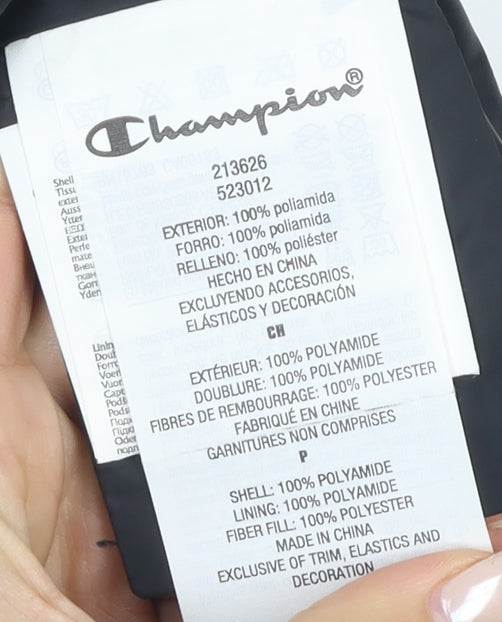 Champion®
213626
523012
EXTERIOR: 100% poliamida
FORRO: 100% poliamida
RELLENO: 100% poliéster
HECHO EN CHINA
EXCLUYENDO ACCESORIOS,
ELÁSTICOS Y DECORACIÓN
CH
EXTÉRIEUR: 100% POLYAMIDE
DOUBLURE: 100% POLYAMIDE
FIBRES DE REMBOURRAGE: 100% POLYESTER
FABRIQUÉ EN CHINE
GARNITURES NON COMPRISES
P
SHELL: 100% POLYAMIDE
LINING: 100% POLYAMIDE
FIBER FILL: 100% POLYESTER
MADE IN CHINA
EXCLUSIVE OF TRIM, ELASTICS AND
DECORATION
Shell